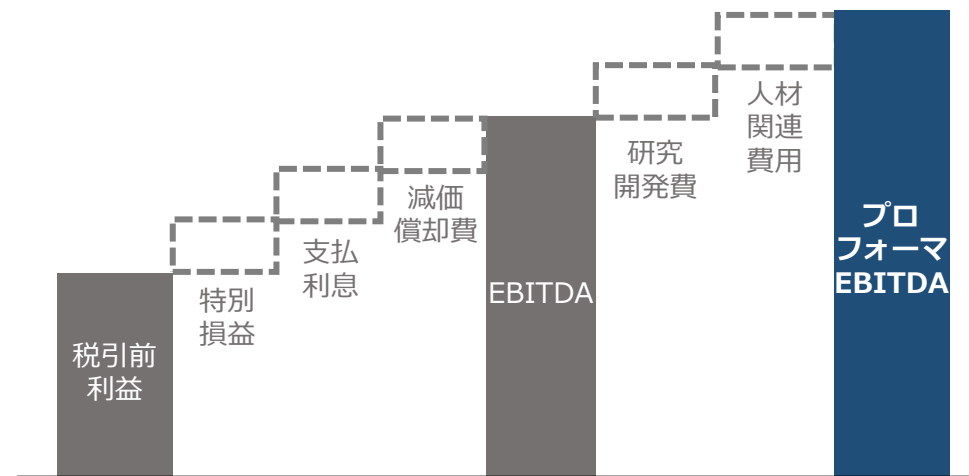 税引前
利益
特別
損益
支払
利息
減価
償却費
EBITDA
研究
開発費
人材
関連
費用
プロ
フォーマ
EBITDA